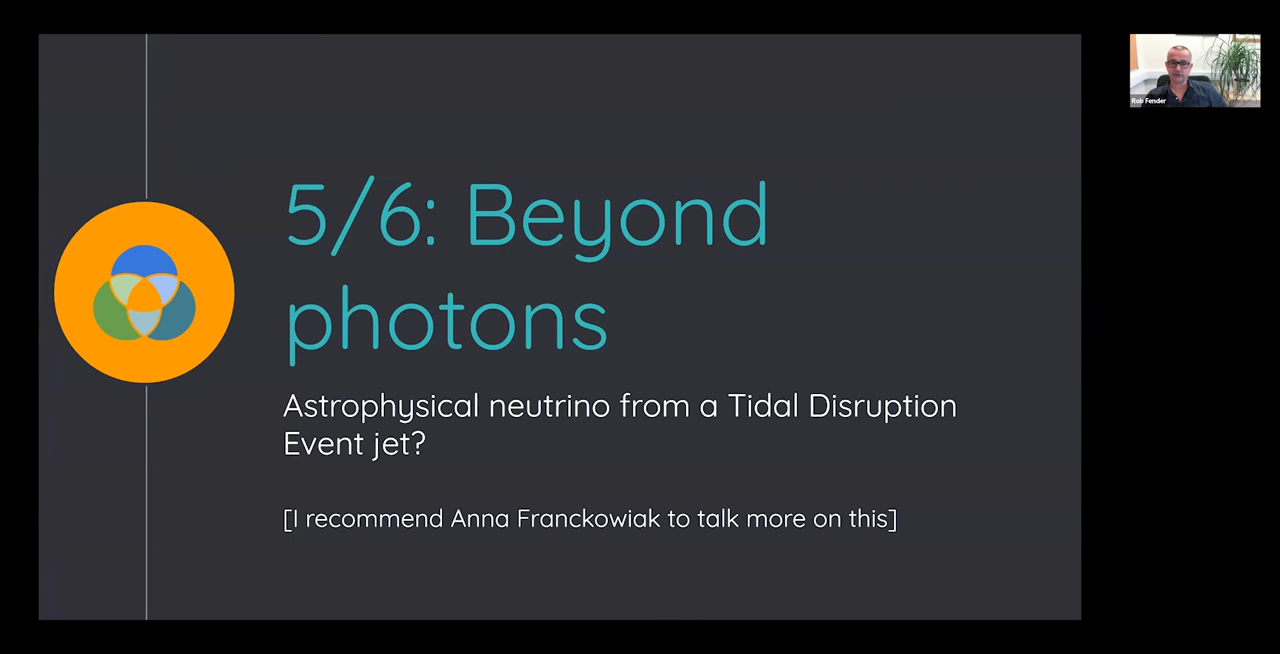 5/6: Beyond
photons
Astrophysical neutrino from a Tidal Disruption
Event jet?
[I recommend Anna Franckowiak to talk more on this]
Rob Fender